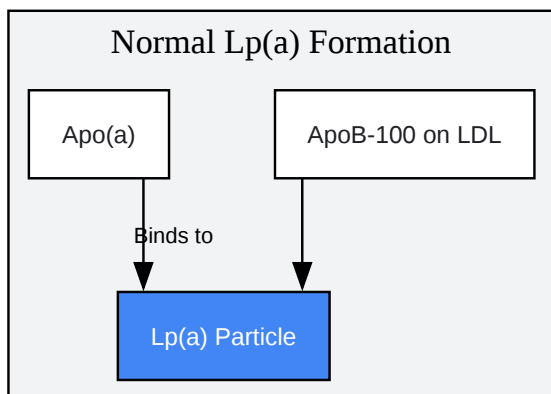 Normal Lp(a) Formation
Apo(a)
ApoB-100 on LDL
Binds to
Lp(a) Particle